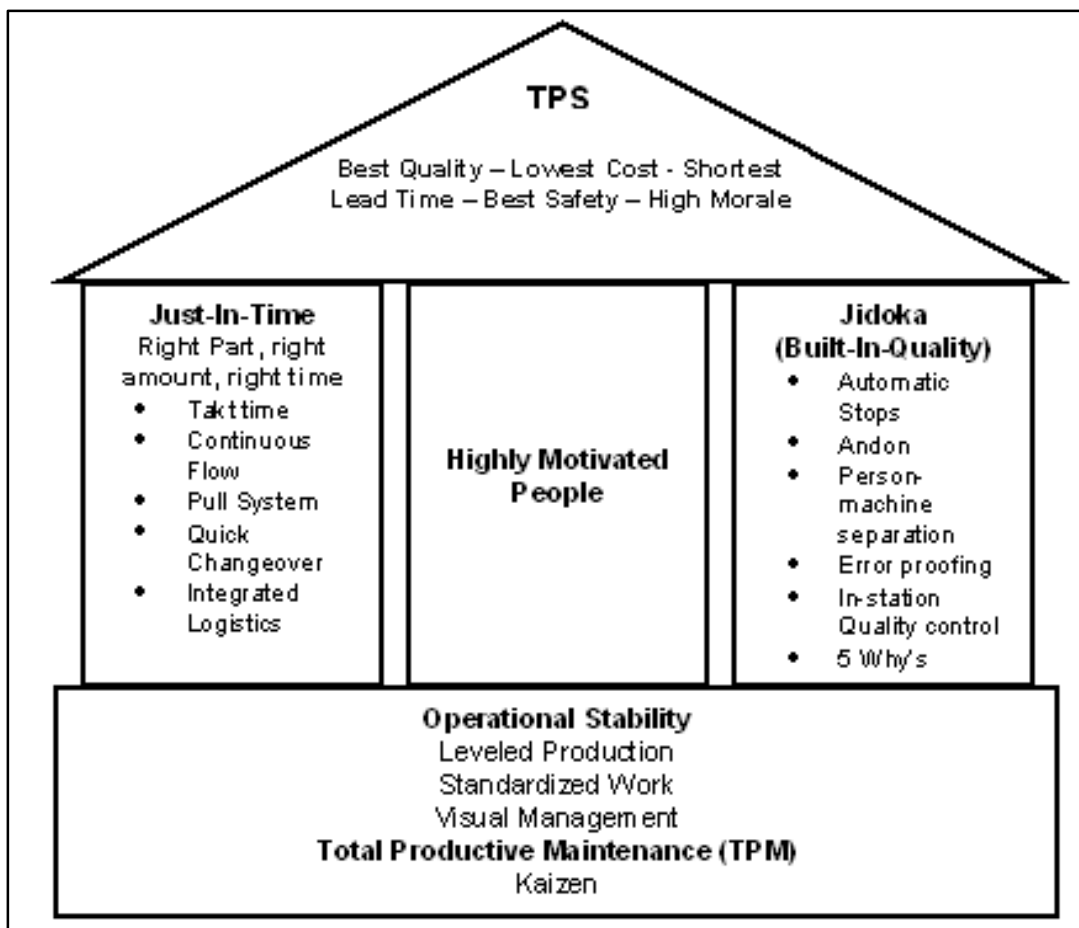 TPS
Best Quality – Lowest Cost - Shortest
Lead Time – Best Safety – High Morale
Just-In-Time
Right Part, right
amount, right time
• Takt time
• Continuous
Flow
• Pull System
• Quick
Changeover
• Integrated
Logistics
Highly Motivated
People
Jidoka
(Built-In-Quality)
• Automatic
Stops
• Andon
• Person-
machine
separation
• Error proofing
• In-station
Quality control
• 5 Why's
Operational Stability
Leveled Production
Standardized Work
Visual Management
Total Productive Maintenance (TPM)
Kaizen